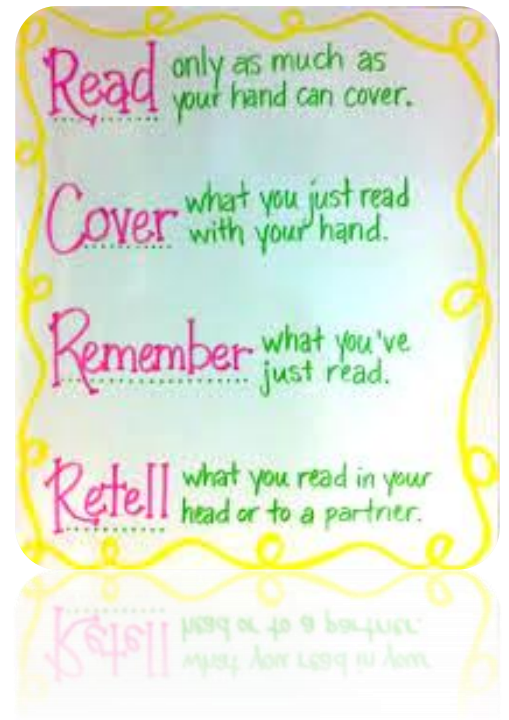 Read only as much as
your hand can cover.
Cover what you just read
with your hand.
Remember what you've
just read.
Retell what you read in your
head or to a partner.